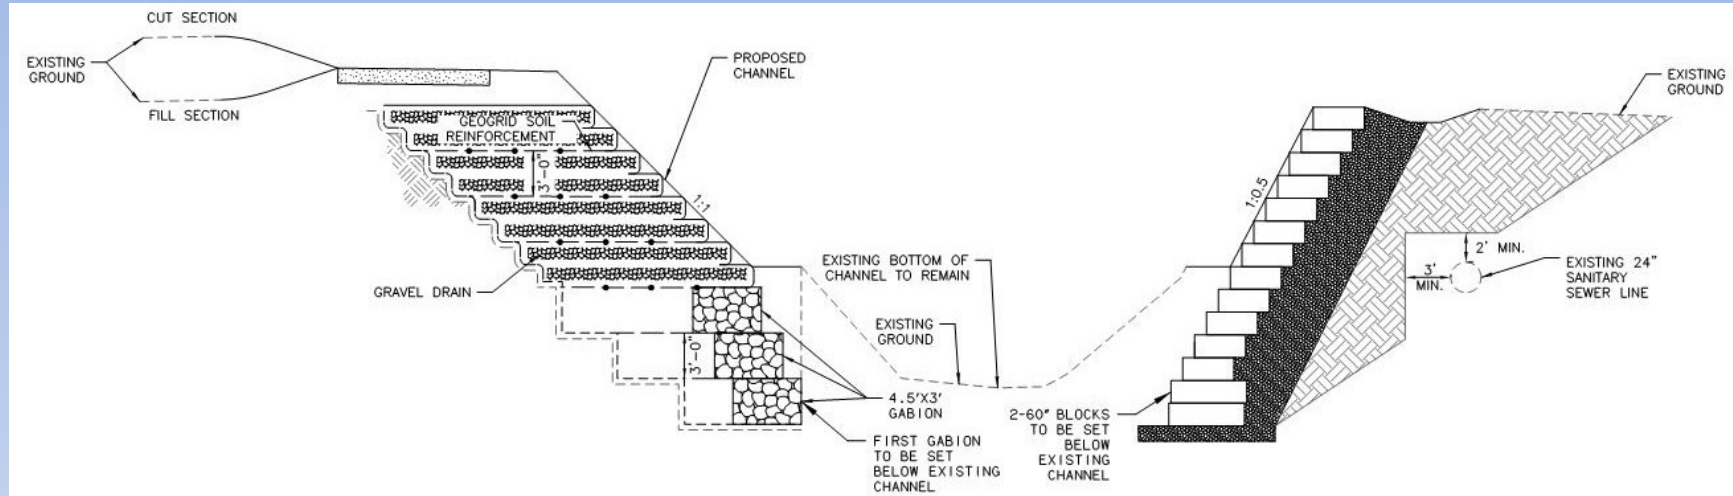 CUT SECTION
EXISTING
GROUND
FILL SECTION
PROPOSED
CHANNEL
GEOGRID SOIL
REINFORCEMENT
3'-0"
1:1
GRAVEL DRAIN
3'-0"
EXISTING BOTTOM OF
CHANNEL TO REMAIN
EXISTING
GROUND
4.5'X3'
GABION
FIRST GABION
TO BE SET
BELOW EXISTING
CHANNEL
1:0.5
2-60" BLOCKS
TO BE SET
BELOW
EXISTING
CHANNEL
EXISTING
GROUND
2' MIN.
3'
MIN.
EXISTING 24"
SANITARY
SEWER LINE